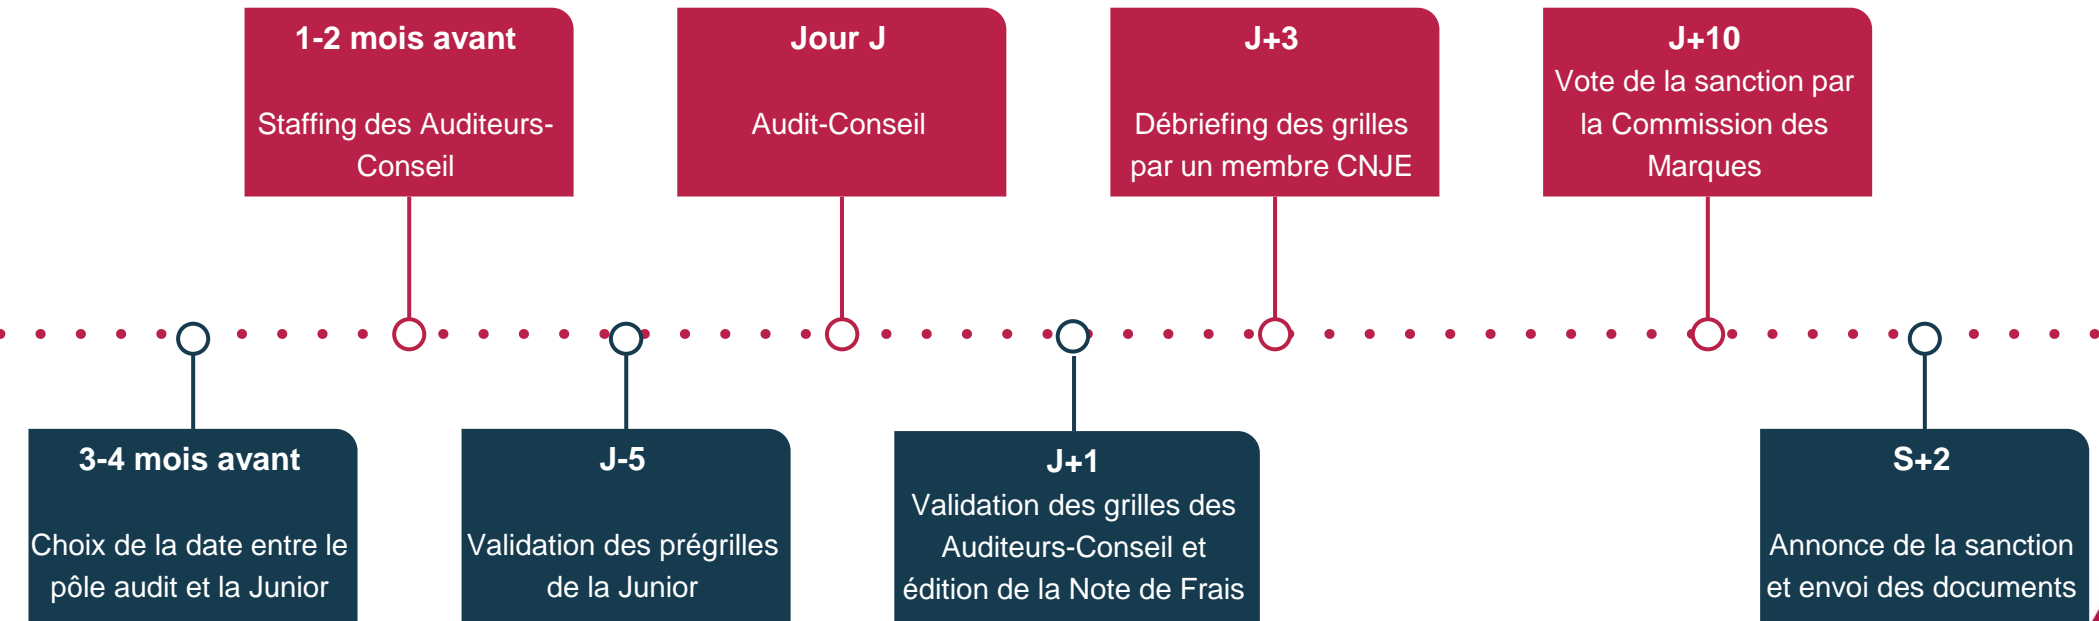 1-2 mois avant
Staffing des Auditeurs-
Conseil
Jour J
Audit-Conseil
J+3
Débriefing des grilles
par un membre CNJE
J+10
Vote de la sanction par
la Commission des
Marques
3-4 mois avant
Choix de la date entre le
pôle audit et la Junior
J-5
Validation des prégrilles
de la Junior
J+1
Validation des grilles des
Auditeurs-Conseil et
édition de la Note de Frais
S+2
Annonce de la sanction
et envoi des documents